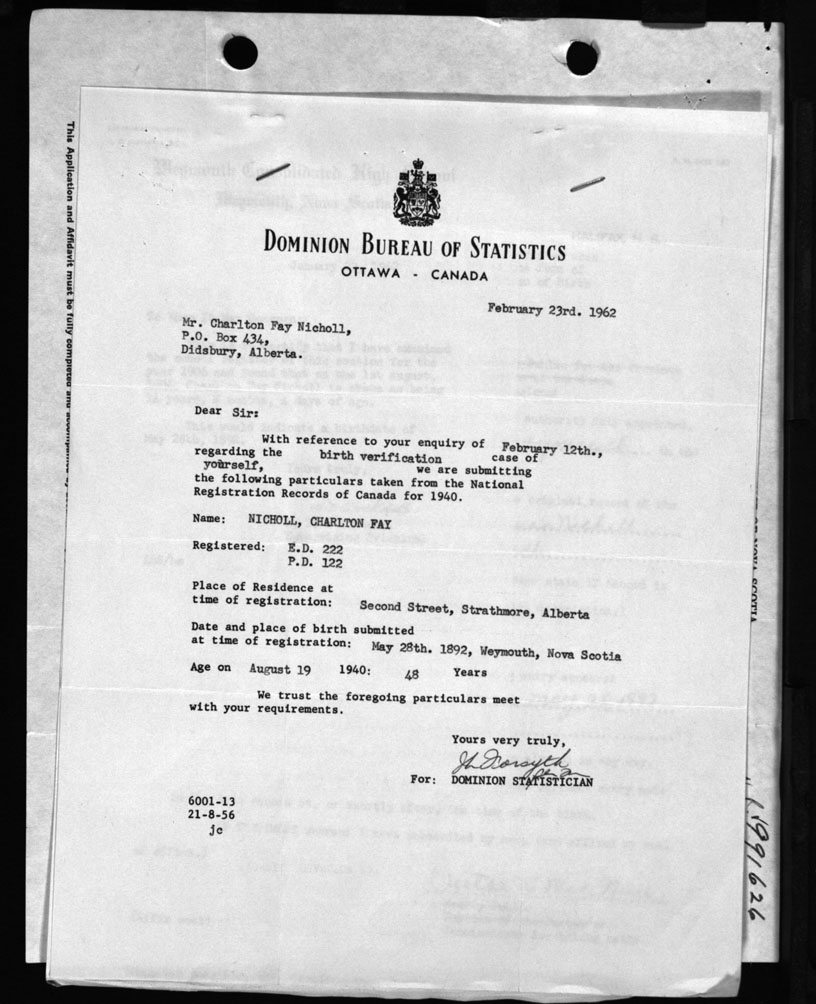 This Application and Affidavit must be fully completed and
DOMINION BUREAU OF STATISTICS
OTTAWA - CANADA
February 23rd. 1962
Mr. Charlton Fay Nicholl,
P.O. Box 434,
Didsbury, Alberta.
Dear Sir:
With reference to your enquiry of February 12th.,
regarding the birth verification case of
yourself, we are submitting
the following particulars taken from the National
Registration Records of Canada for 1940.
Name: NICHOLL, CHARLTON FAY
Registered: E.D. 222
P.D. 122
Place of Residence at
time of registration: Second Street, Strathmore, Alberta
Date and place of birth submitted
at time of registration: May 28th. 1892, Weymouth, Nova Scotia
Age on August 19 1940: 48 Years
We trust the foregoing particulars meet
with your requirements.
Yours very truly,
For: DOMINION STATISTICIAN
6001-13
21-8-56
jc
NOVA SCOTIA
1991626